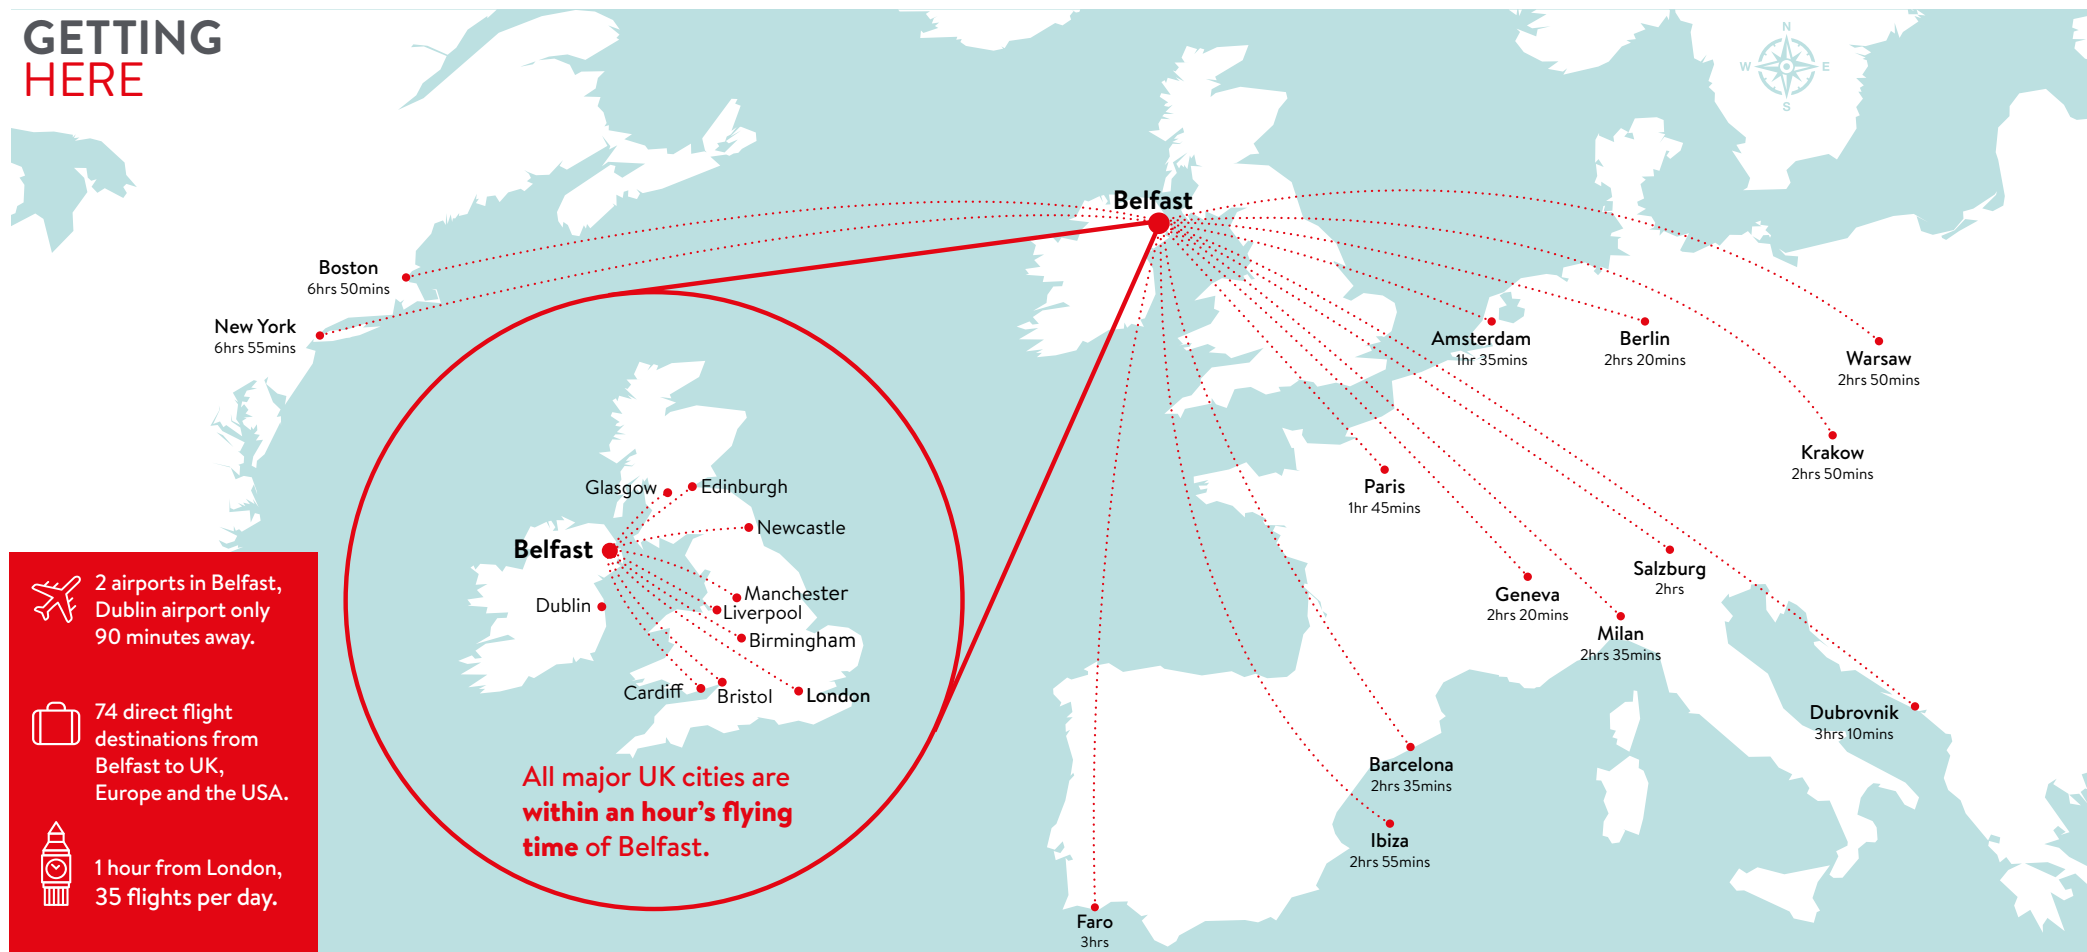 GETTING
HERE
N
W
E
S
Belfast
Boston
6hrs 50mins
New York
6hrs 55mins
Amsterdam
1hr 35mins
Berlin
2hrs 20mins
Warsaw
2hrs 50mins
Krakow
2hrs 50mins
Paris
1hr 45mins
Geneva
2hrs 20mins
Salzburg
2hrs
Milan
2hrs 35mins
Dubrovnik
3hrs 10mins
Barcelona
2hrs 35mins
Ibiza
2hrs 55mins
Faro
3hrs
Glasgow
Edinburgh
Newcastle
Belfast
Dublin
Manchester
Liverpool
Birmingham
Cardiff
Bristol
London
All major UK cities are
within an hour's flying
time of Belfast.
2 airports in Belfast,
Dublin airport only
90 minutes away.
74 direct flight
destinations from
Belfast to UK,
Europe and the USA.
1 hour from London,
35 flights per day.